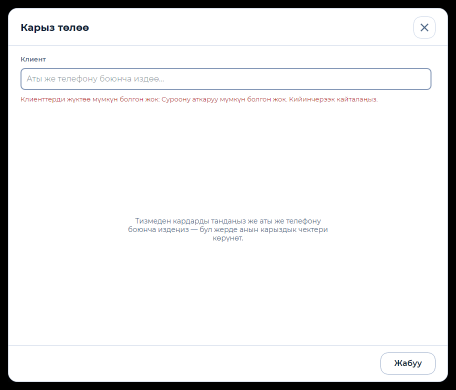 Карыз төлөө
Клиент
Аты же телефону боюнча издөө...
Клиенттерди жүктөө мүмкүн болгон жок. Суроону аткаруу мүмкүн болгон жок. Кийинчерээк кайталаңыз.
Тизмеден кардарды тандаңыз же аты же телефону
боюнча издеңиз — бул жерде анын карыздык чектери
көрүнөт.
Жабуу